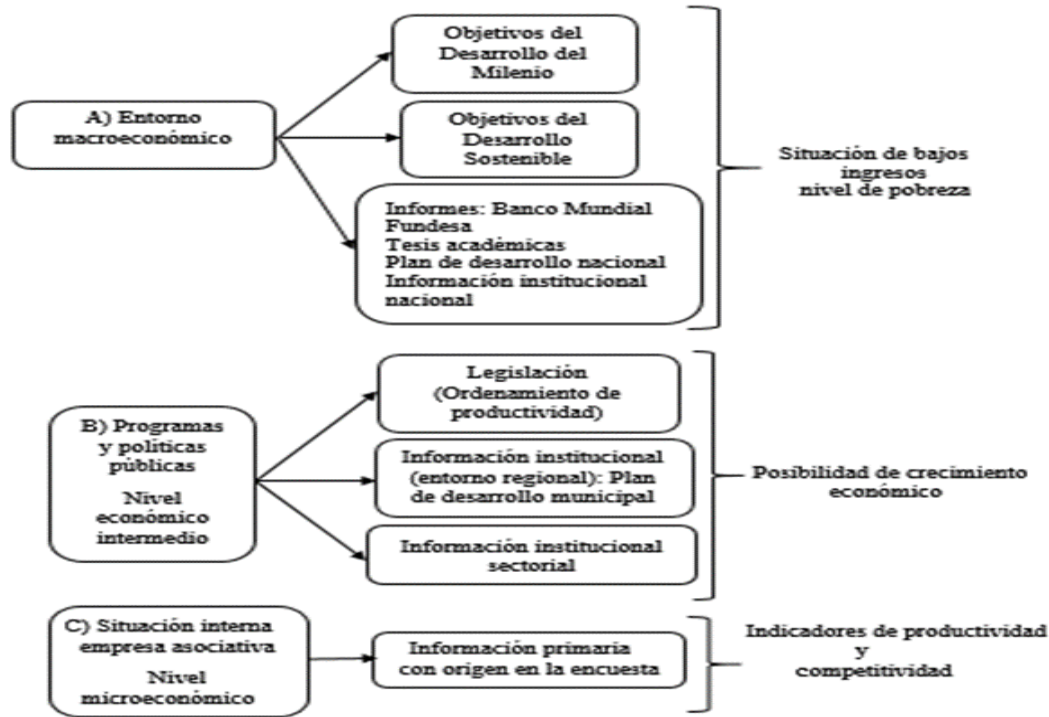 A) Entorno
macroeconómico
Objetivos del
Desarrollo del
Milenio
Objetivos del
Desarrollo
Sostenible
Informes: Banco Mundial
Fundesa
Tesis académicas
Plan de desarrollo nacional
Información institucional
nacional
Situación de bajos
ingresos
nivel de pobreza
B) Programas
y políticas
públicas
Nivel
económico
intermedio
Legislación
(Ordenamiento de
productividad)
Información institucional
(entorno regional): Plan
de desarrollo municipal
Información institucional
sectorial
Posibilidad de crecimiento
económico
C) Situación interna
empresa asociativa
Nivel
microeconómico
Información primaria
con origen en la encuesta
Indicadores de productividad
y
competitividad